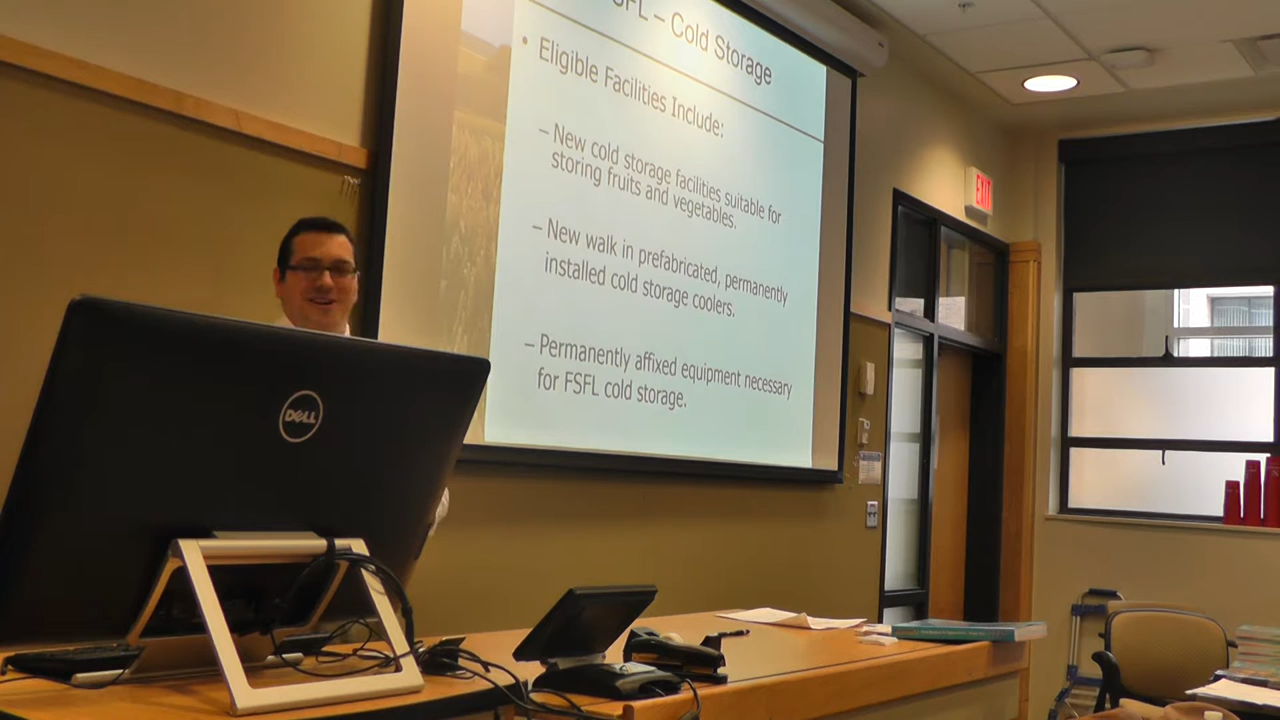 FSFL – Cold Storage
• Eligible Facilities Include:
– New cold storage facilities suitable for
storing fruits and vegetables.
– New walk in prefabricated, permanently
installed cold storage coolers.
– Permanently affixed equipment necessary
for FSFL cold storage.
EXIT
DELL